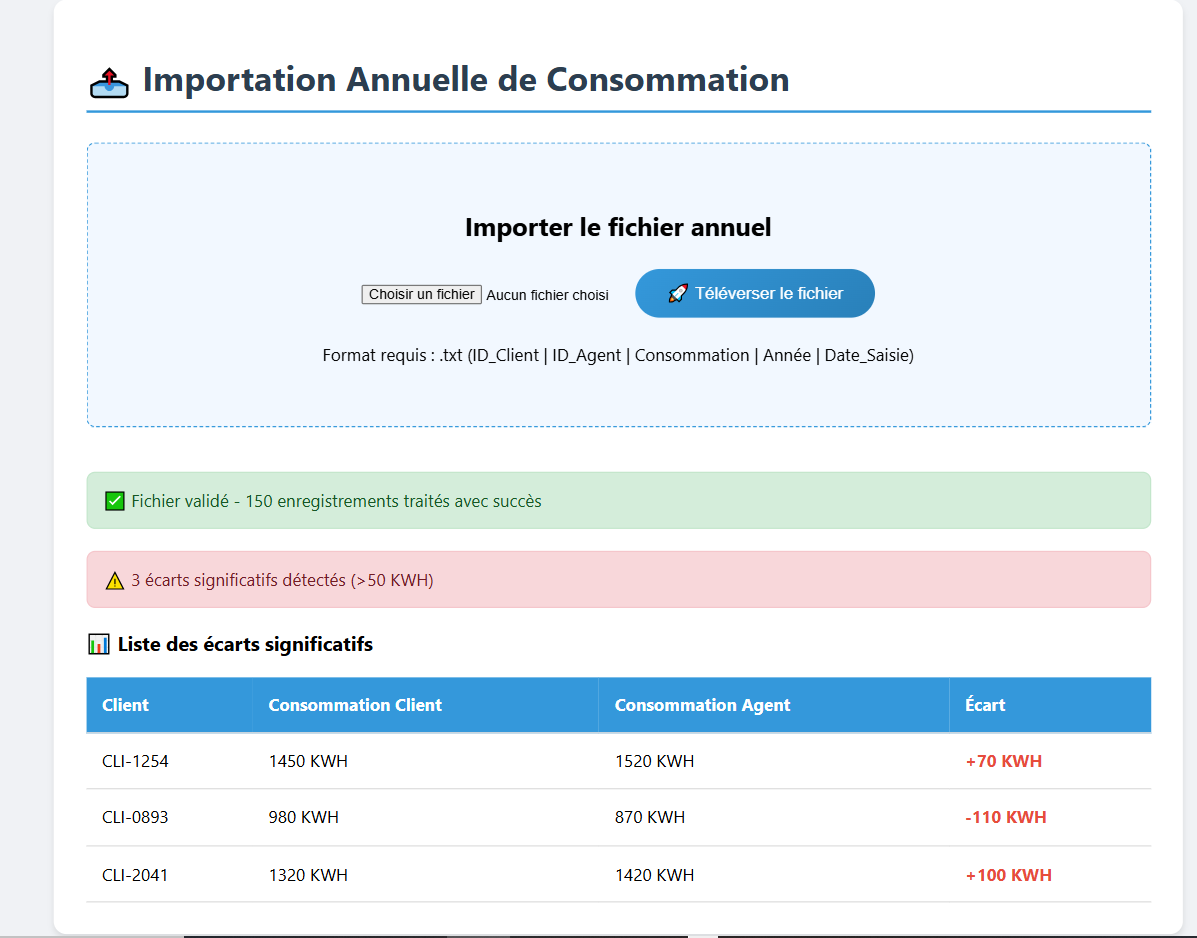 Importation Annuelle de Consommation
Importer le fichier annuel
Choisir un fichier Aucun fichier choisi 🚀 Téléverser le fichier
Format requis : .txt (ID_Client | ID_Agent | Consommation | Année | Date_Saisie)
✅ Fichier validé - 150 enregistrements traités avec succès
⚠ 3 écarts significatifs détectés (>50 KWH)
📊 Liste des écarts significatifs
Client Consommation Client Consommation Agent Écart
CLI-1254 1450 KWH 1520 KWH +70 KWH
CLI-0893 980 KWH 870 KWH -110 KWH
CLI-2041 1320 KWH 1420 KWH +100 KWH